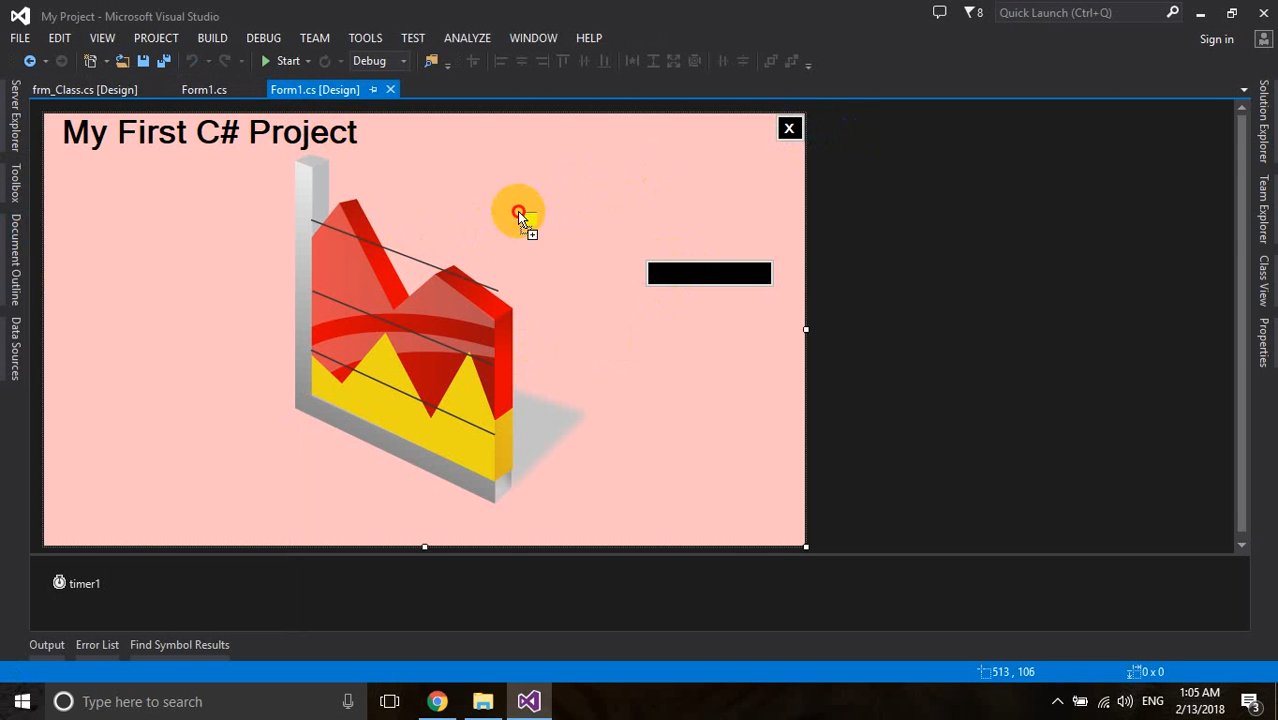 My Project - Microsoft Visual Studio
8
Quick Launch (Ctrl+Q)
FILE EDIT VIEW PROJECT BUILD DEBUG TEAM TOOLS TEST ANALYZE WINDOW HELP
Sign in
Start
Debug
frm_Class.cs [Design]
Form1.cs
Form1.cs [Design]
Server Explorer
Toolbox
Document Outline
Data Sources
My First C# Project
X
Solution Explorer
Team Explorer
Class View
Properties
timer1
Output
Error List
Find Symbol Results
513 , 106
0 x 0
Type here to search
ENG
1:05 AM
2/13/2018
3